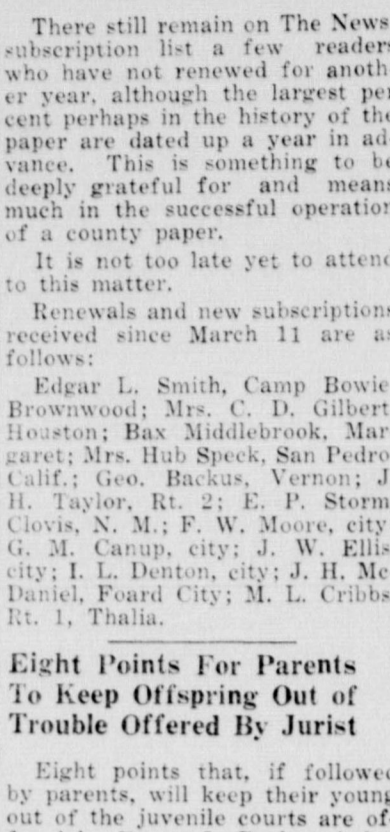 There still remain on The News
subscription list a few reader
who have not renewed for anoth
er year, although the largest per
cent perhaps in the history of the
paper are dated up a year in ad
vance. This is something to be
deeply grateful for and mean
much in the successful operation
of a county paper.
It is not too late yet to attend
to this matter.
Renewals and new subscription
received since March 11 are as
follows:
Edgar L. Smith, Camp Bowie
Brownwood; Mrs. C. D. Gilbert
Houston; Bax Middlebrook, Mar
garet; Mrs. Hub Speck, San Pedro
Calif.; Geo. Backus, Vernon; J
H. Taylor, Rt. 2; E. P. Storm
Clovis, N. M.; F. W. Moore, city
G. M. Canup, city; J. W. Ellis
city; I. L. Denton, city; J. H. Mc
Daniel, Foard City; M. L. Cribbs
Rt. 1, Thalia.
Eight Points For Parents
To Keep Offspring Out of
Trouble Offered By Jurist
Eight points that, if followed
by parents, will keep their young
out of the juvenile courts are of